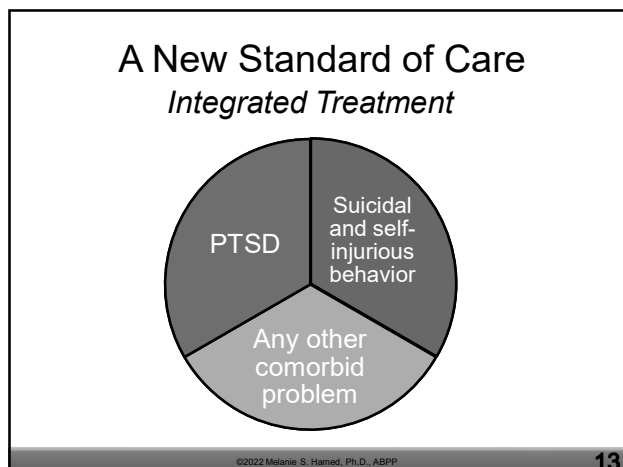 A New Standard of Care
Integrated Treatment
PTSD
Suicidal
and self-
injurious
behavior
Any other
comorbid
problem
©2022 Melanie S. Harned, Ph.D., ABPP
13